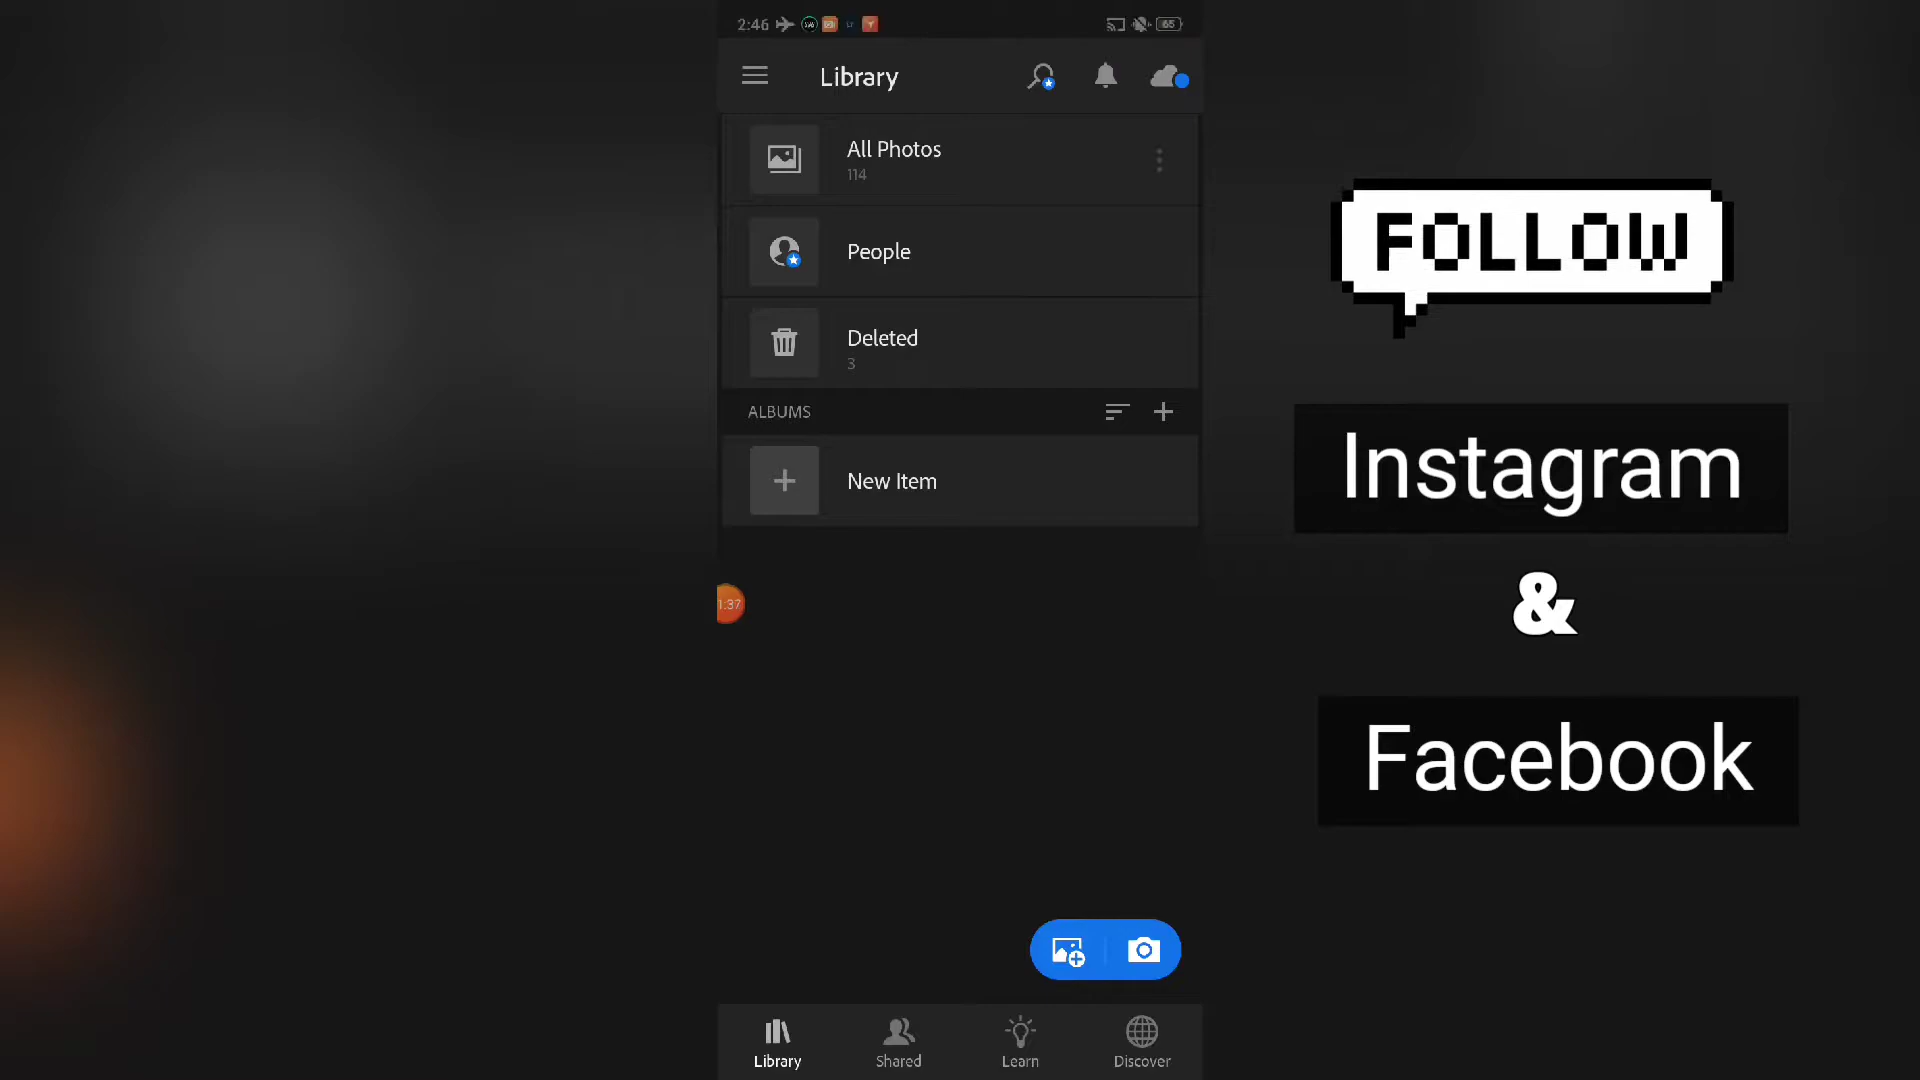 2:46
65
Library
All Photos
114
People
Deleted
3
ALBUMS
New Item
1:37
Library
Shared
Learn
Discover
FOLLOW
Instagram
&
Facebook